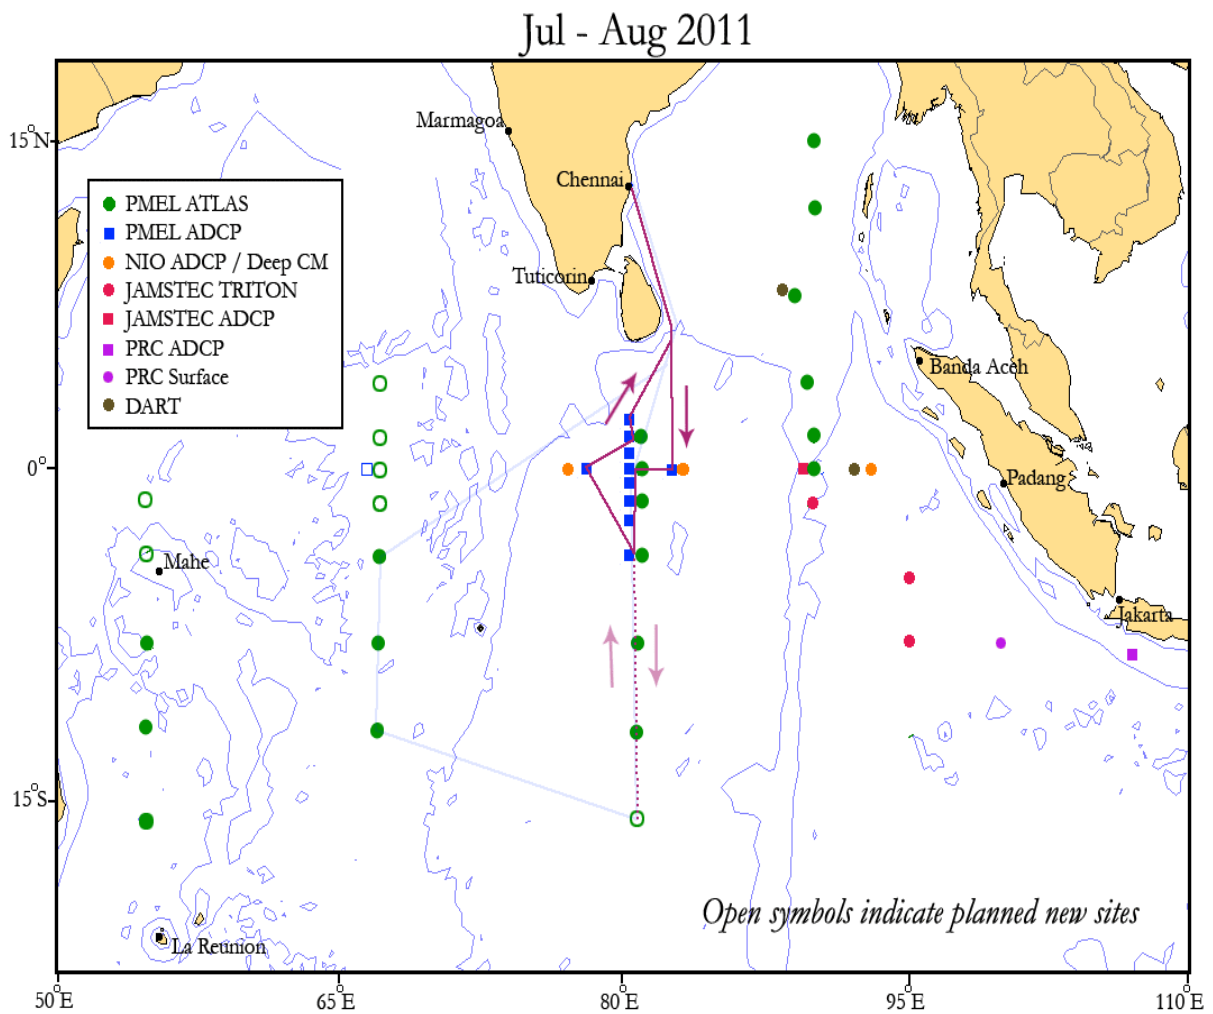 Jul - Aug 2011
Marmagoa
15°N
Chennai
PMEL ATLAS
PMEL ADCP
NIO ADCP / Deep CM
Tuticorin
JAMSTEC TRITON
JAMSTEC ADCP
PRC ADCP
PRC Surface
Banda Aceh
DART
0°
Padang
Mahe
Jakarta
15°S
Open symbols indicate planned new sites
La Reunion
50°E 65°E 80°E 95°E 110°E